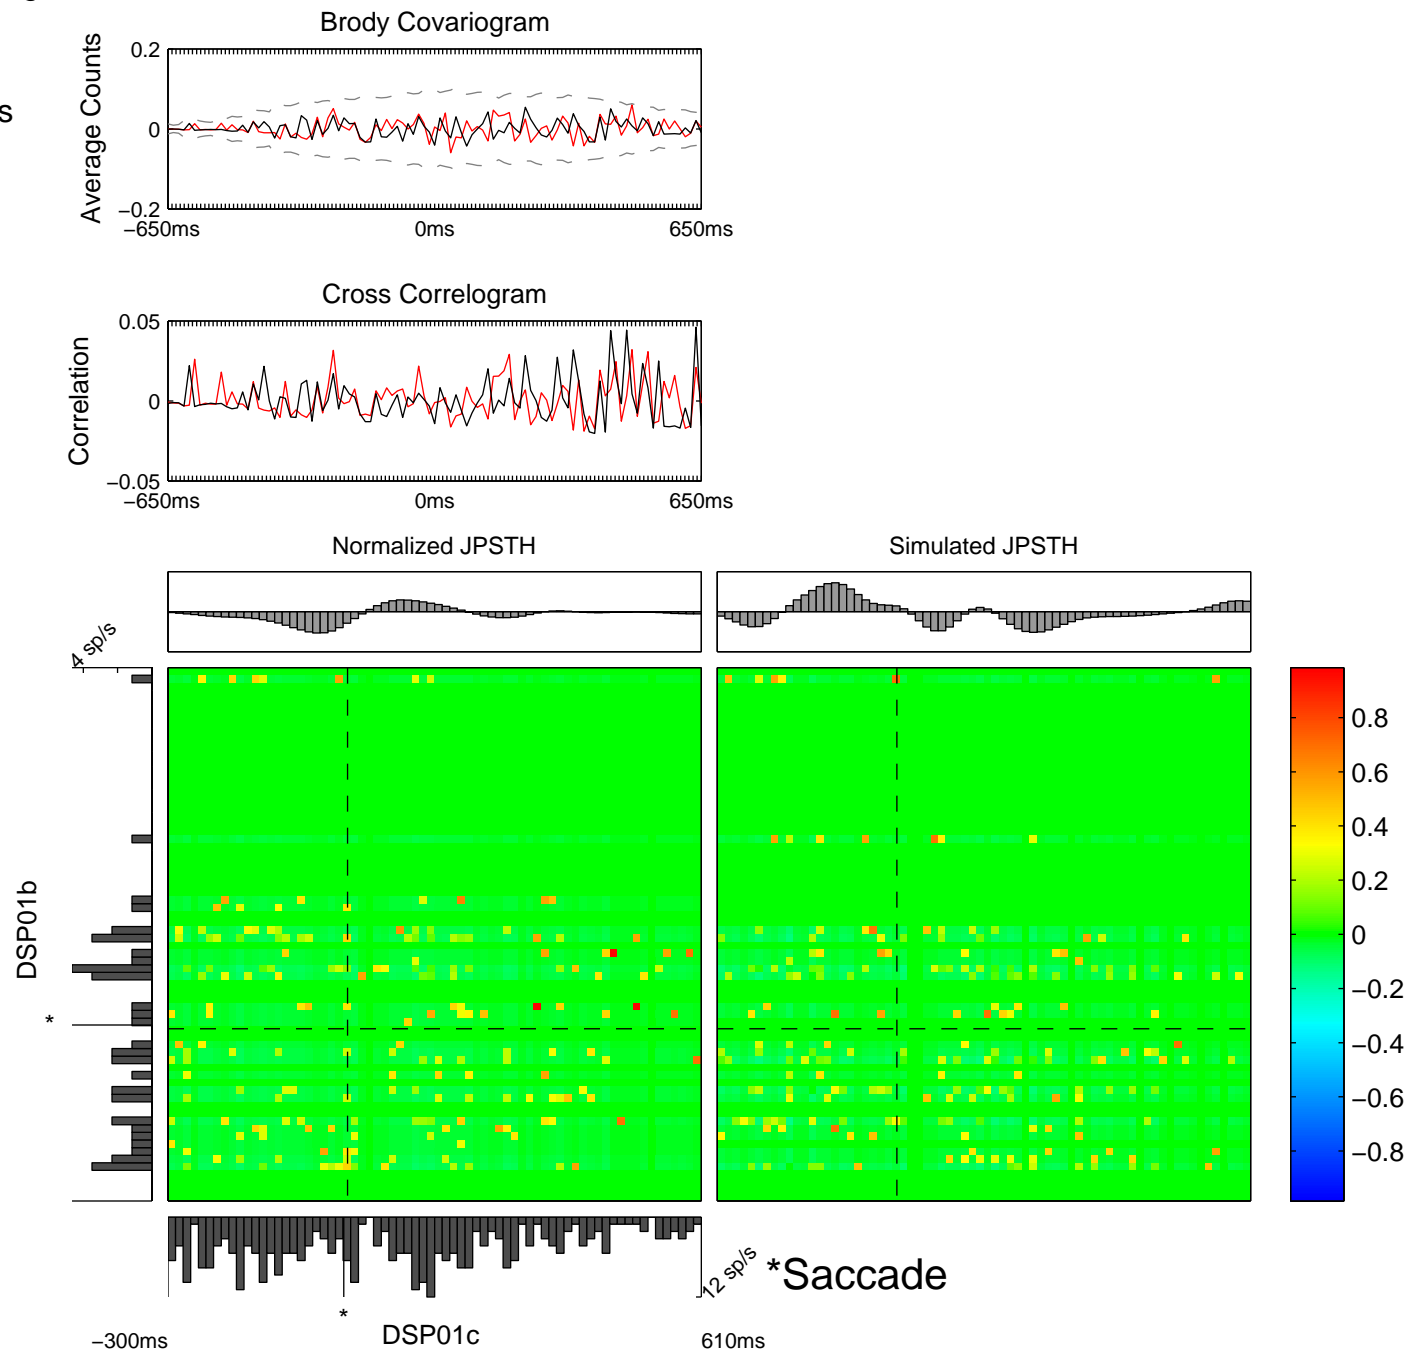 Brody Covariogram
0.2
0
−0.2
Average Counts
s
−650ms
0ms
650ms
Cross Correlogram
0.05
0
−0.05
Correlation
−650ms
0ms
650ms
Normalized JPSTH
Simulated JPSTH
4 sp/s
DSP01b
*
0.8
0.6
0.4
0.2
0
−0.2
−0.4
−0.6
−0.8
12 sp/s
*Saccade
*
DSP01c
−300ms
610ms